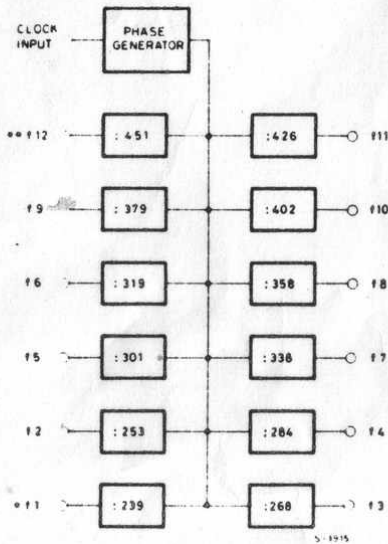 CLOCK INPUT
PHASE GENERATOR
**f12 :451 :426 f11
f9 :379 :402 f10
f6 :319 :358 f8
f5 :301 :338 f7
f2 :253 :284 f4
*f1 :239 :268 f3
S-1915